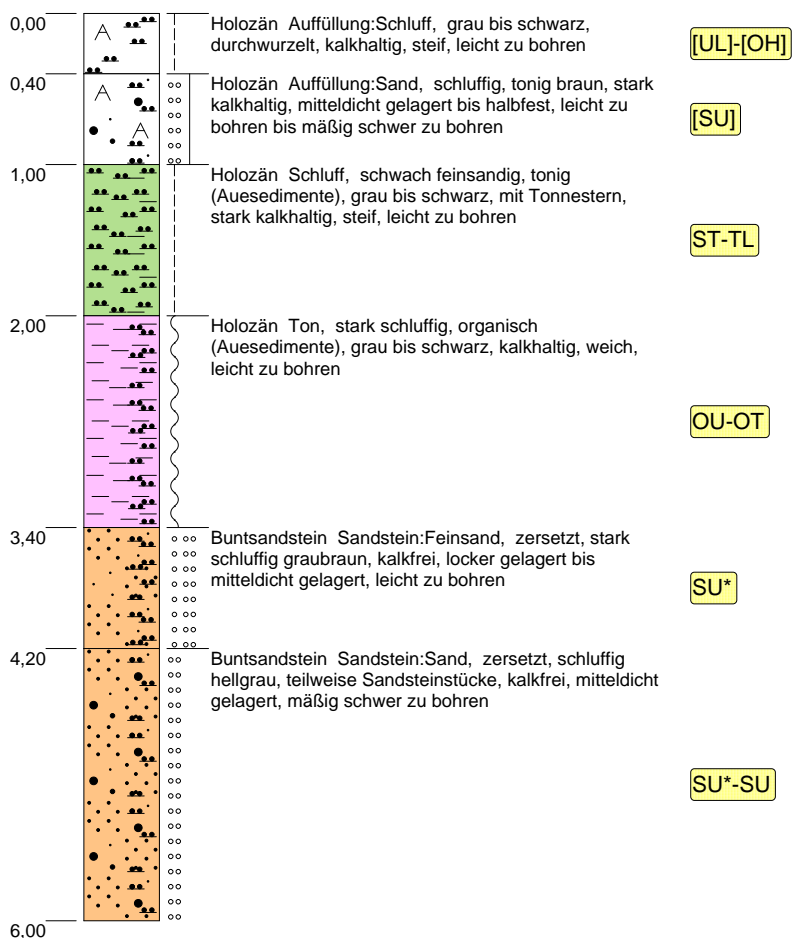 0,00
Holozän Auffüllung:Schluff, grau bis schwarz,
durchwurzelt, kalkhaltig, steif, leicht zu bohren
[UL]-[OH]
A
0,40
Holozän Auffüllung:Sand, schluffig, tonig braun, stark
kalkhaltig, mitteldicht gelagert bis halbfest, leicht zu
bohren bis mäßig schwer zu bohren
[SU]
A
A
1,00
Holozän Schluff, schwach feinsandig, tonig
(Auesedimente), grau bis schwarz, mit Tonnestern,
stark kalkhaltig, steif, leicht zu bohren
ST-TL
2,00
Holozän Ton, stark schluffig, organisch
(Auesedimente), grau bis schwarz, kalkhaltig, weich,
leicht zu bohren
OU-OT
3,40
Buntsandstein Sandstein:Feinsand, zersetzt, stark
schluffig graubraun, kalkfrei, locker gelagert bis
mitteldicht gelagert, leicht zu bohren
SU*
4,20
Buntsandstein Sandstein:Sand, zersetzt, schluffig
hellgrau, teilweise Sandsteinstücke, kalkfrei, mitteldicht
gelagert, mäßig schwer zu bohren
SU*-SU
6,00